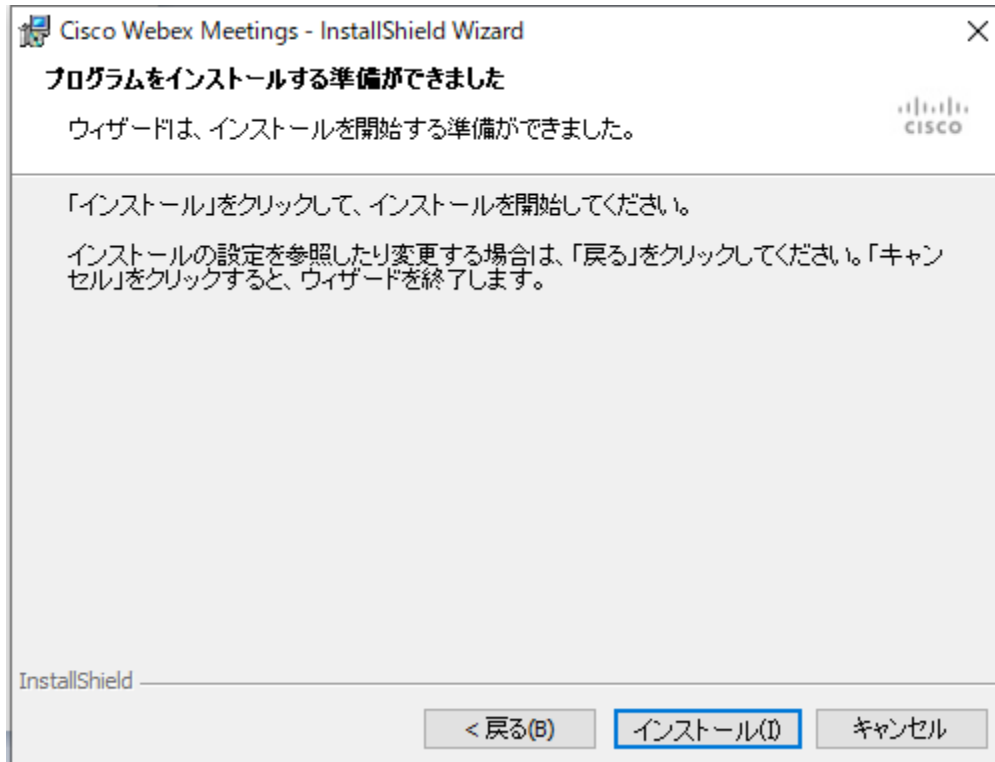 Cisco Webex Meetings - InstallShield Wizard
プログラムをインストールする準備ができました
ウィザードは、インストールを開始する準備ができました。
CISCO
「インストール」をクリックして、インストールを開始してください。
インストールの設定を参照したり変更する場合は、「戻る」をクリックしてください。「キャン
セル」をクリックすると、ウィザードを終了します。
InstallShield
< 戻る(B)
インストール(I)
キャンセル